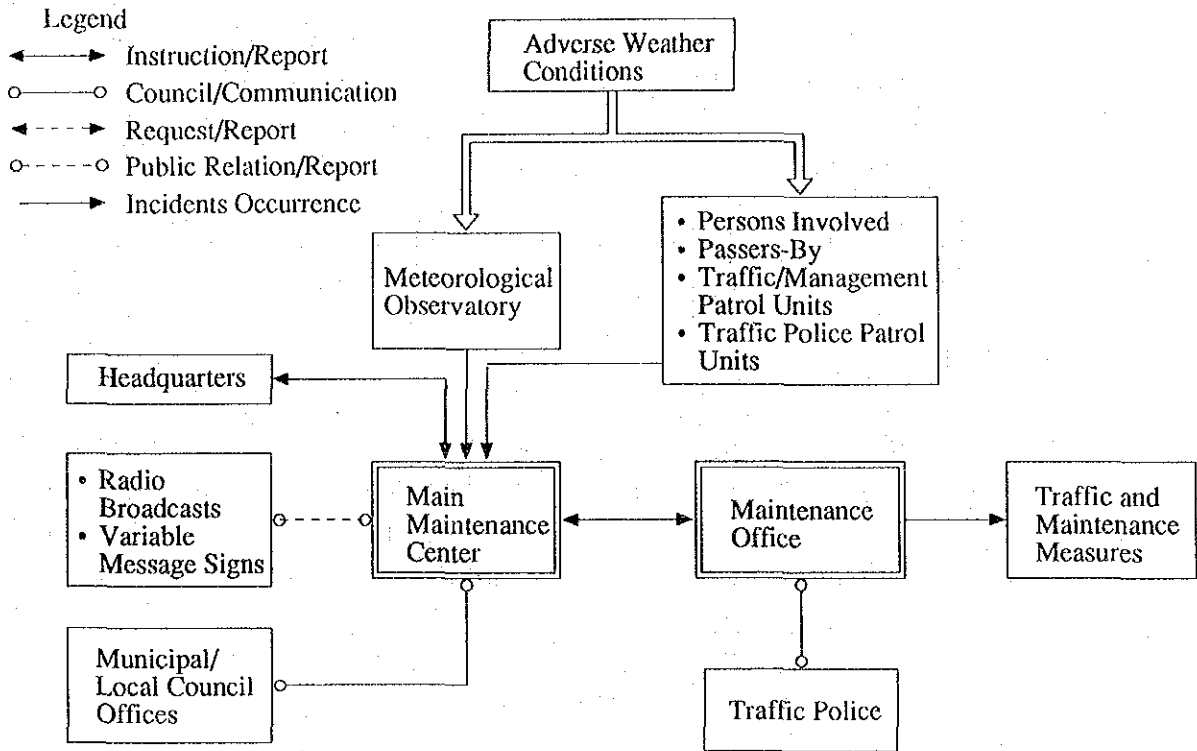 Legend
Instruction/Report
Council/Communication
Request/Report
Public Relation/Report
Incidents Occurrence
Adverse Weather
Conditions
Meteorological
Observatory
• Persons Involved
• Passers-By
• Traffic/Management
Patrol Units
• Traffic Police Patrol
Units
Headquarters
• Radio
Broadcasts
• Variable
Message Signs
Main
Maintenance
Center
Maintenance
Office
Traffic and
Maintenance
Measures
Municipal/
Local Council
Offices
Traffic Police